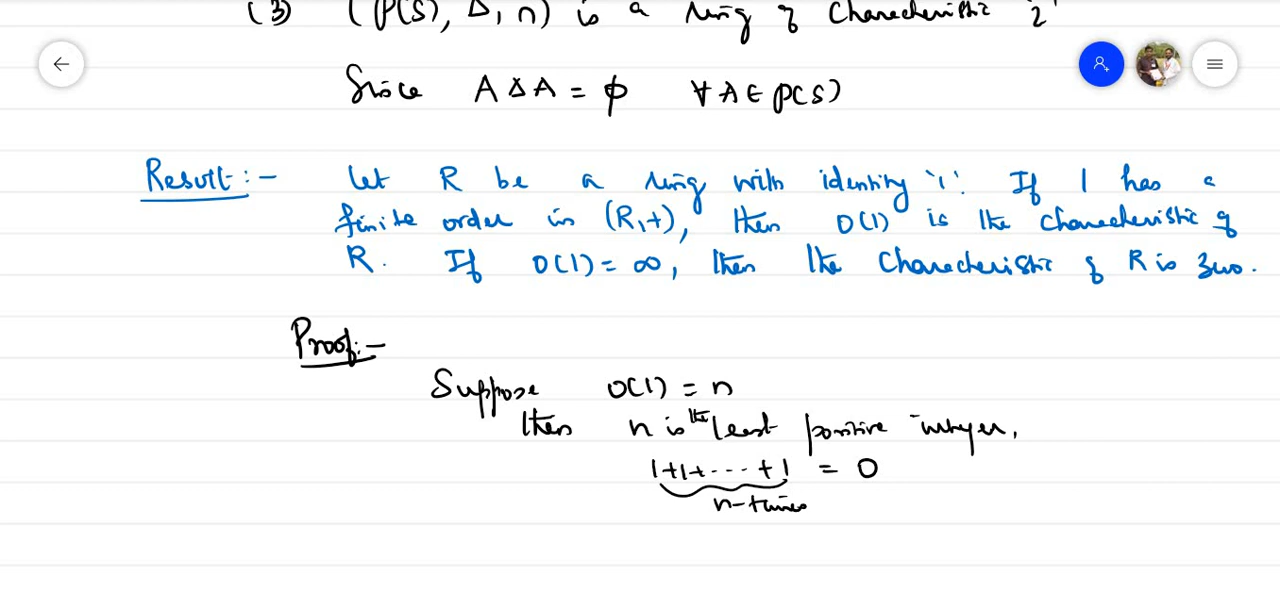 (3) (P(S), Δ, ∩) is a ring of Characteristic 2
Since A Δ A = ϕ ∀ A ∈ P(S)
Result :- Let R be a ring with identity '1'. If 1 has a
finite order in (R,+), then O(1) is the characteristic of
R. If O(1) = ∞, then the Characteristic of R is zero.
Proof :-
Suppose O(1) = n
then n is the least positive integer,
1+1+...+1 = 0
n-times